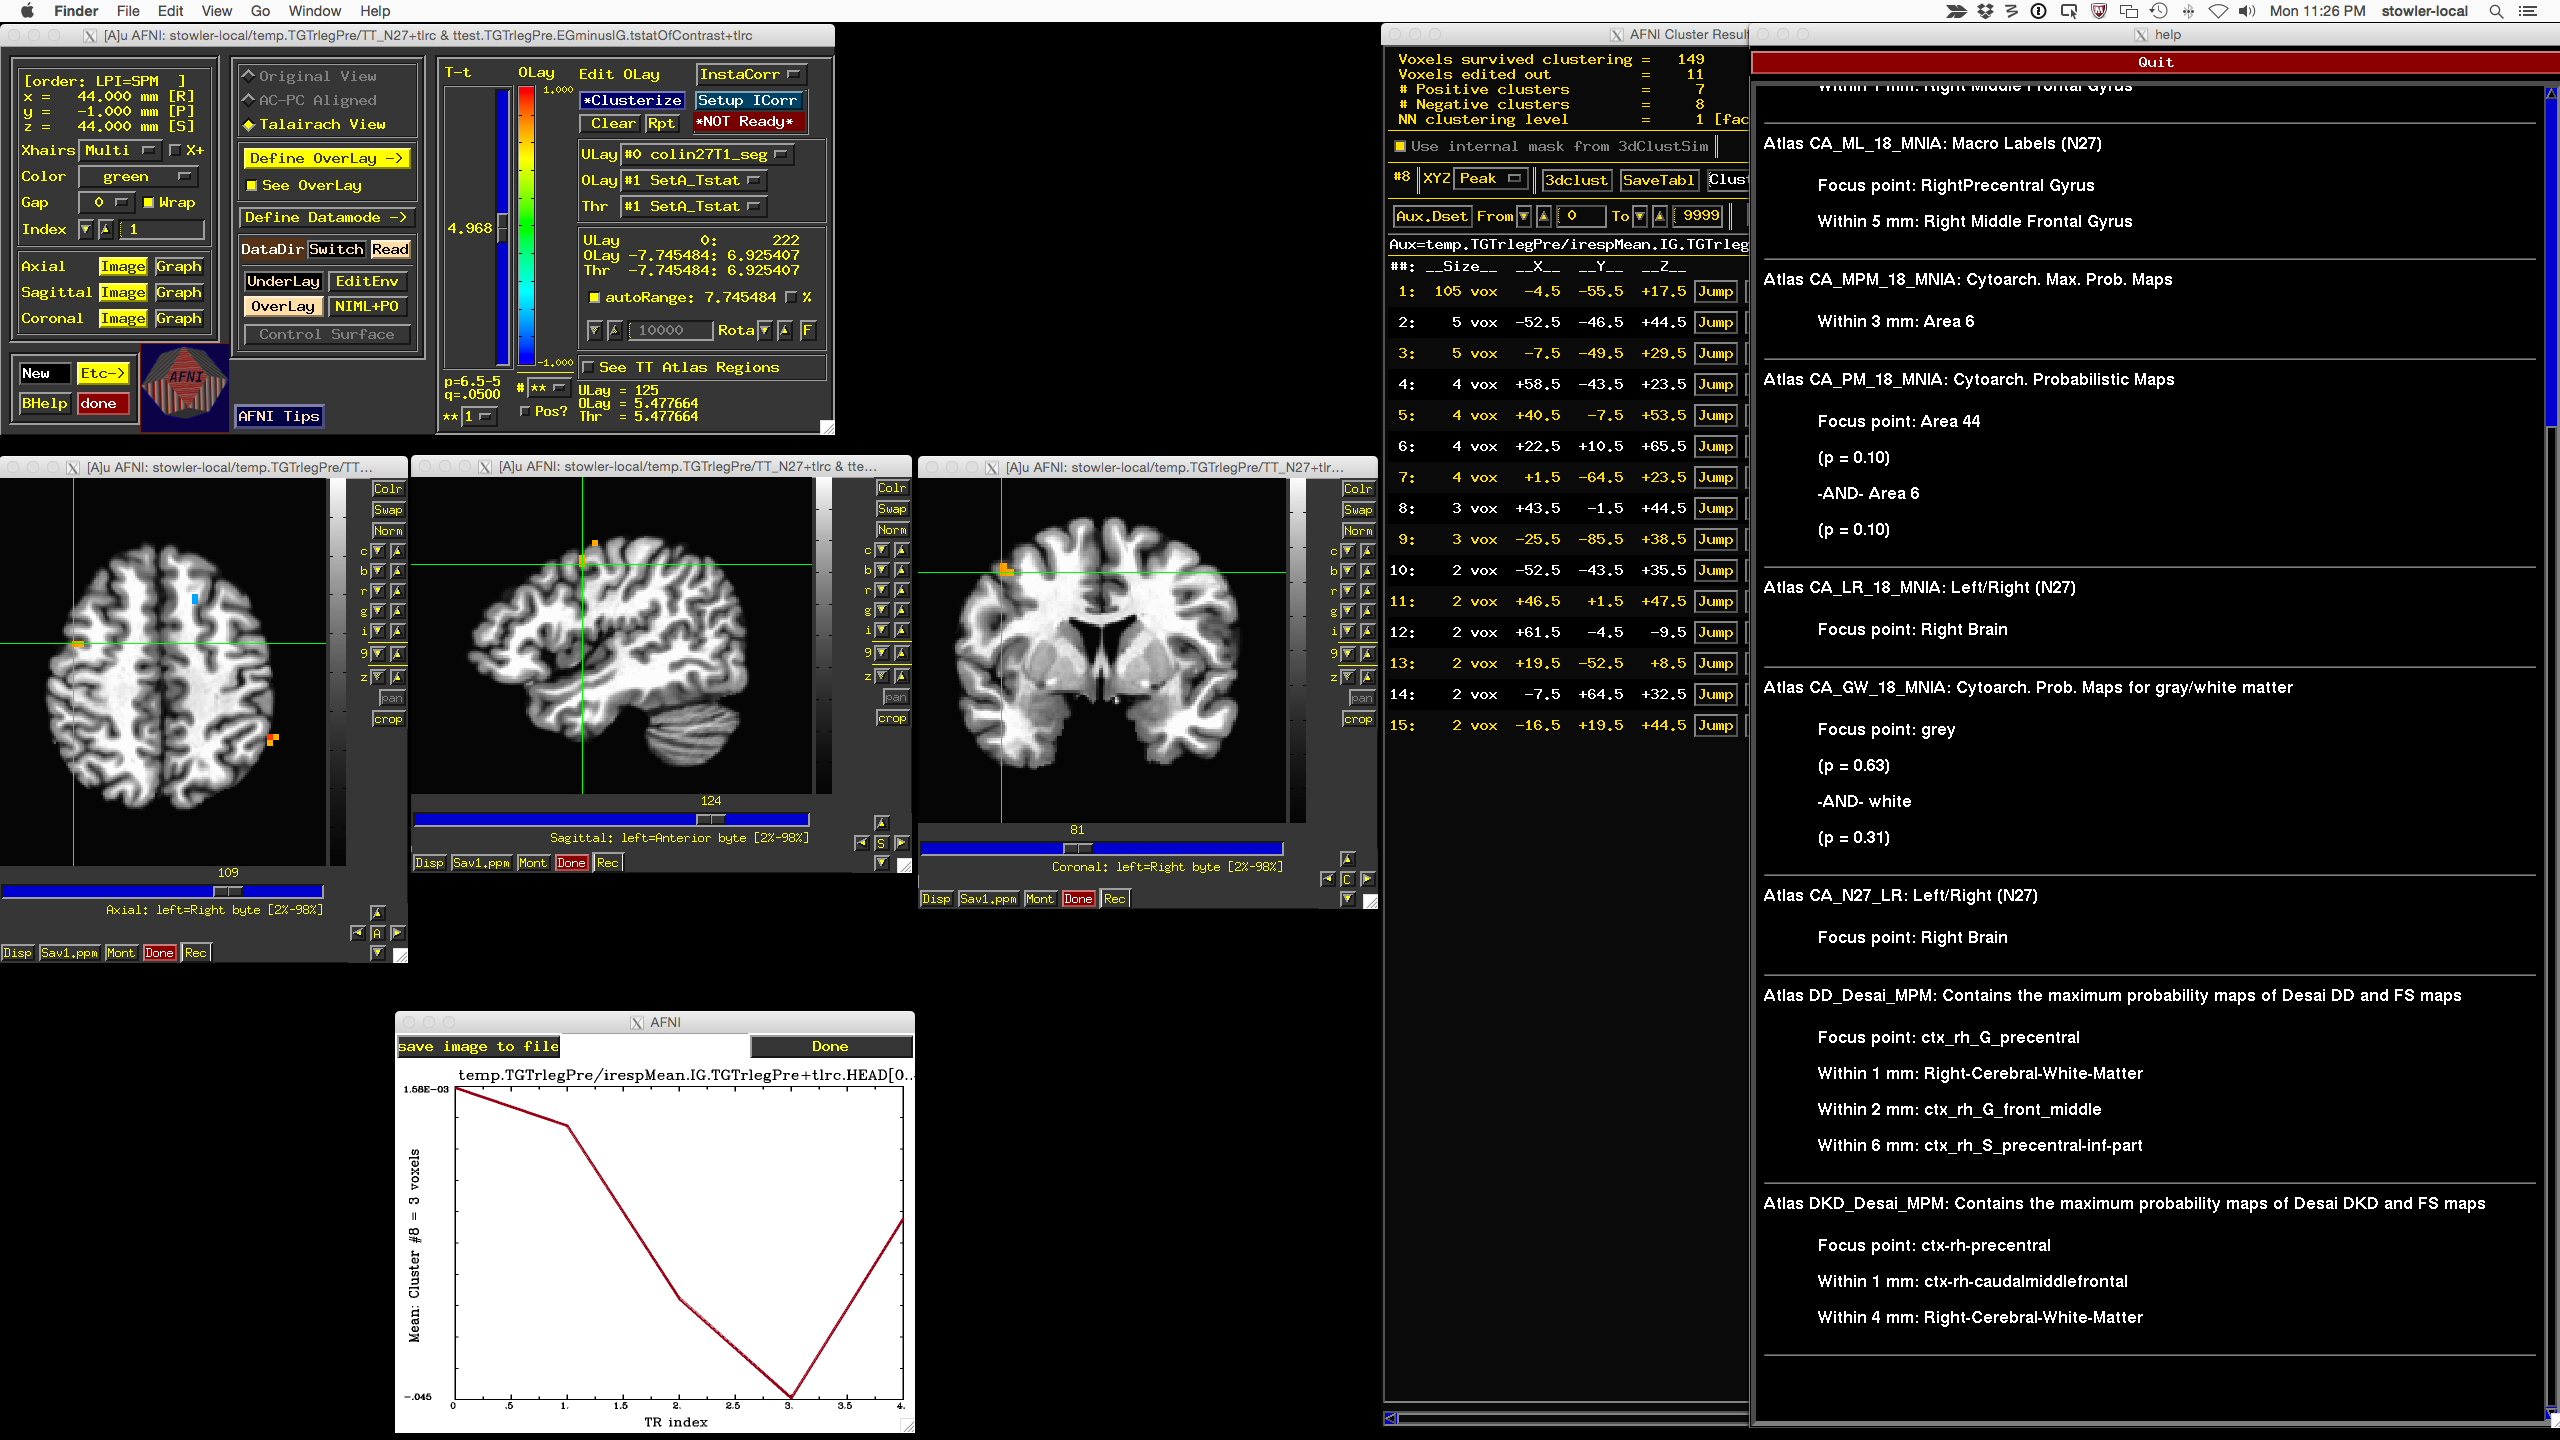 Finder File Edit View Go Window Help
Mon 11:26 PM stowler-local
[A]u AFNI: stowler-local/temp.TGTrlegPre/TT_N27+tlrc & ttest.TGTrlegPre.EGminusIG.tstatOfContrast+tlrc
[order: LPI=SPM ]
x = 44.000 mm [R]
y = -1.000 mm [P]
z = 44.000 mm [S]
Xhairs Multi X+
Color green
Gap 0 Wrap
Index 1
Axial Image Graph
Sagittal Image Graph
Coronal Image Graph
New Etc->
BHelp done
AFNI
Original View
AC-PC Aligned
Talairach View
Define OverLay ->
See OverLay
Define Datamode ->
DataDir Switch Read
UnderLay EditEnv
OverLay NIML+PO
Control Surface
AFNI Tips
T-t
4.968
p=6.5-5
q=.0500
** 1
OLay
1.000
-1.000
# **
Pos?
Edit OLay InstaCorr
*Clusterize Setup ICorr
Clear Rpt *NOT Ready*
ULay #0 colin27T1_seg
OLay #1 SetA_Tstat
Thr #1 SetA_Tstat
ULay 0: 222
OLay -7.745484: 6.925407
Thr -7.745484: 6.925407
autoRange: 7.745484 %
10000 Rota F
See TT Atlas Regions
ULay = 125
OLay = 5.477664
Thr = 5.477664
[A]u AFNI: stowler-local/temp.TGTrlegPre/TT...
Colr
Swap
Norm
c
b
r
g
i
9
z
pan
crop
109
Axial: left=Right byte [2%-98%]
A
Disp Sav1.ppm Mont Done Rec
[A]u AFNI: stowler-local/temp.TGTrlegPre/TT_N27+tlrc & tte...
Colr
Swap
Norm
c
b
r
g
i
9
z
pan
crop
124
Sagittal: left=Anterior byte [2%-98%]
S
Disp Sav1.ppm Mont Done Rec
[A]u AFNI: stowler-local/temp.TGTrlegPre/TT_N27+tlr...
Colr
Swap
Norm
c
b
r
g
i
9
z
pan
crop
81
Coronal: left=Right byte [2%-98%]
C
Disp Sav1.ppm Mont Done Rec
AFNI
save image to file Done
temp.TGTrlegPre/irespMean.IG.TGTrlegPre+tlrc.HEAD[0..
1.58E-03
Mean: Cluster #8 = 3 voxels
-.045
0 .5 1. 1.5 2. 2.5 3. 3.5 4.
TR index
AFNI Cluster Resul
Voxels survived clustering = 149
Voxels edited out = 11
# Positive clusters = 7
# Negative clusters = 8
NN clustering level = 1 [fac
Use internal mask from 3dClustSim
#8 XYZ Peak 3dclust SaveTabl Clust
Aux.Dset From 0 To 9999
Aux=temp.TGTrlegPre/irespMean.IG.TGTrleg
##: __Size__ __X__ __Y__ __Z__
1: 105 vox -4.5 -55.5 +17.5 Jump
2: 5 vox -52.5 -46.5 +44.5 Jump
3: 5 vox -7.5 -49.5 +29.5 Jump
4: 4 vox +58.5 -43.5 +23.5 Jump
5: 4 vox +40.5 -7.5 +53.5 Jump
6: 4 vox +22.5 +10.5 +65.5 Jump
7: 4 vox +1.5 -64.5 +23.5 Jump
8: 3 vox +43.5 -1.5 +44.5 Jump
9: 3 vox -25.5 -85.5 +38.5 Jump
10: 2 vox -52.5 -43.5 +35.5 Jump
11: 2 vox +46.5 +1.5 +47.5 Jump
12: 2 vox +61.5 -4.5 -9.5 Jump
13: 2 vox +19.5 -52.5 +8.5 Jump
14: 2 vox -7.5 +64.5 +32.5 Jump
15: 2 vox -16.5 +19.5 +44.5 Jump
help
Quit
Within 1 mm: Right Middle Frontal Gyrus
Atlas CA_ML_18_MNIA: Macro Labels (N27)
Focus point: RightPrecentral Gyrus
Within 5 mm: Right Middle Frontal Gyrus
Atlas CA_MPM_18_MNIA: Cytoarch. Max. Prob. Maps
Within 3 mm: Area 6
Atlas CA_PM_18_MNIA: Cytoarch. Probabilistic Maps
Focus point: Area 44
(p = 0.10)
-AND- Area 6
(p = 0.10)
Atlas CA_LR_18_MNIA: Left/Right (N27)
Focus point: Right Brain
Atlas CA_GW_18_MNIA: Cytoarch. Prob. Maps for gray/white matter
Focus point: grey
(p = 0.63)
-AND- white
(p = 0.31)
Atlas CA_N27_LR: Left/Right (N27)
Focus point: Right Brain
Atlas DD_Desai_MPM: Contains the maximum probability maps of Desai DD and FS maps
Focus point: ctx_rh_G_precentral
Within 1 mm: Right-Cerebral-White-Matter
Within 2 mm: ctx_rh_G_front_middle
Within 6 mm: ctx_rh_S_precentral-inf-part
Atlas DKD_Desai_MPM: Contains the maximum probability maps of Desai DKD and FS maps
Focus point: ctx-rh-precentral
Within 1 mm: ctx-rh-caudalmiddlefrontal
Within 4 mm: Right-Cerebral-White-Matter